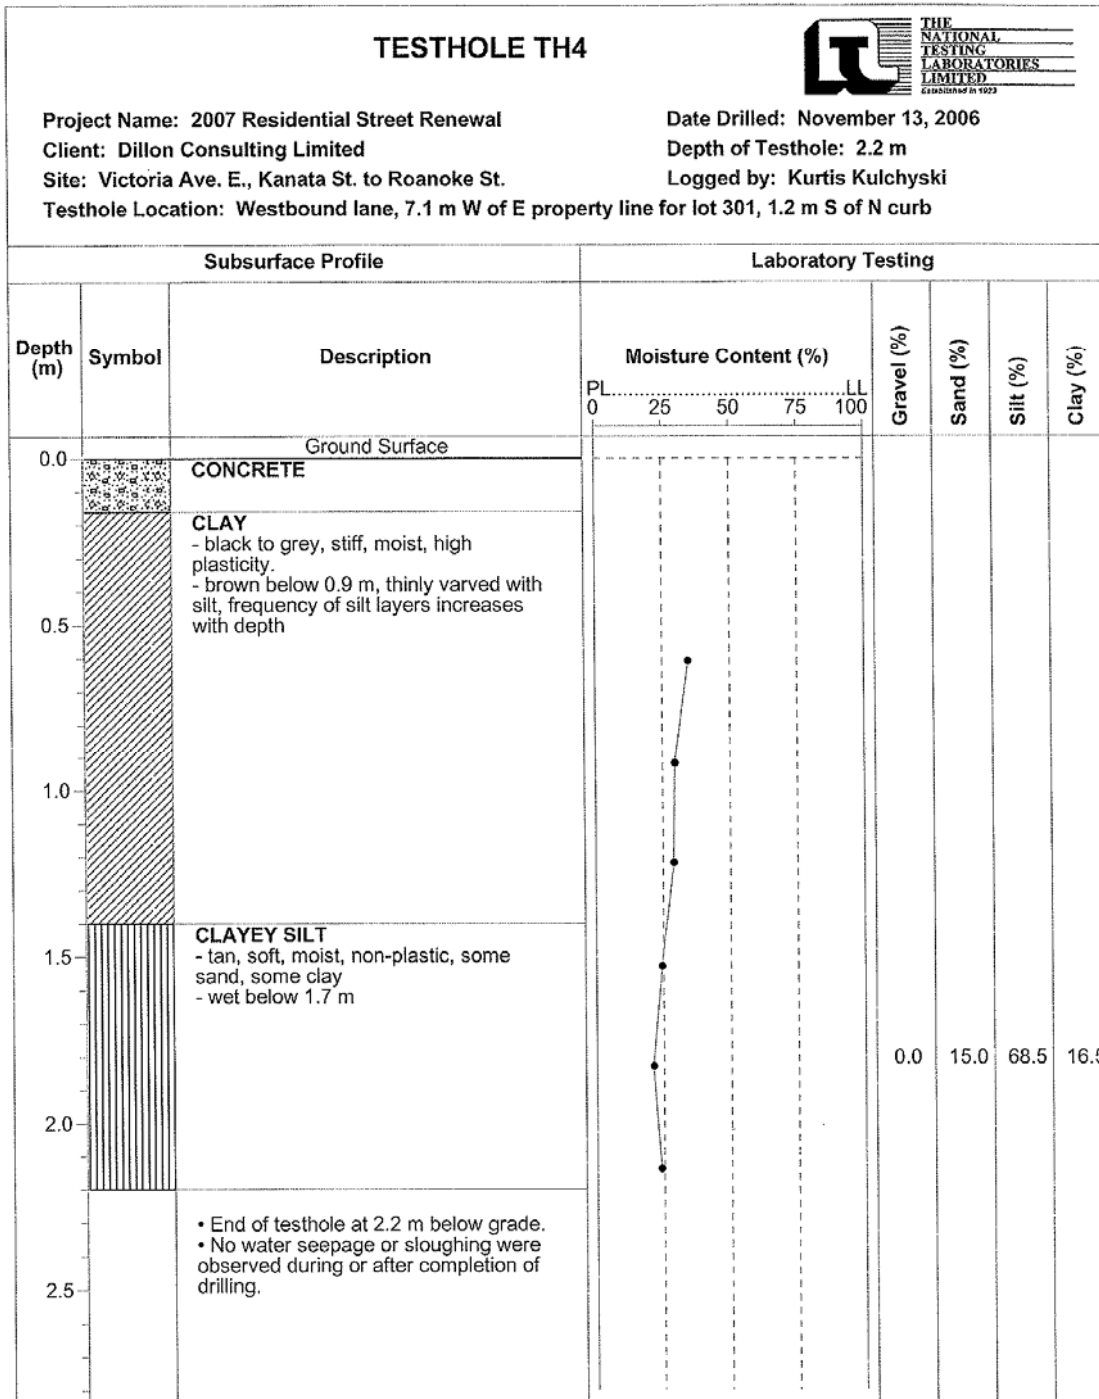 TESTHOLE TH4
THE
NATIONAL
TESTING
LABORATORIES
LIMITED
Established in 1923
Project Name: 2007 Residential Street Renewal
Date Drilled: November 13, 2006
Client: Dillon Consulting Limited
Depth of Testhole: 2.2 m
Site: Victoria Ave. E., Kanata St. to Roanoke St.
Logged by: Kurtis Kulchyski
Testhole Location: Westbound lane, 7.1 m W of E property line for lot 301, 1.2 m S of N curb
Subsurface Profile
Laboratory Testing
Depth
(m)
Symbol
Description
Moisture Content (%)
PL........................................LL
0 25 50 75 100
Gravel (%)
Sand (%)
Silt (%)
Clay (%)
Ground Surface
0.0
CONCRETE
CLAY
- black to grey, stiff, moist, high
plasticity.
- brown below 0.9 m, thinly varved with
silt, frequency of silt layers increases
with depth
0.5
1.0
CLAYEY SILT
- tan, soft, moist, non-plastic, some
sand, some clay
- wet below 1.7 m
1.5
0.0 15.0 68.5 16.5
2.0
• End of testhole at 2.2 m below grade.
• No water seepage or sloughing were
observed during or after completion of
drilling.
2.5